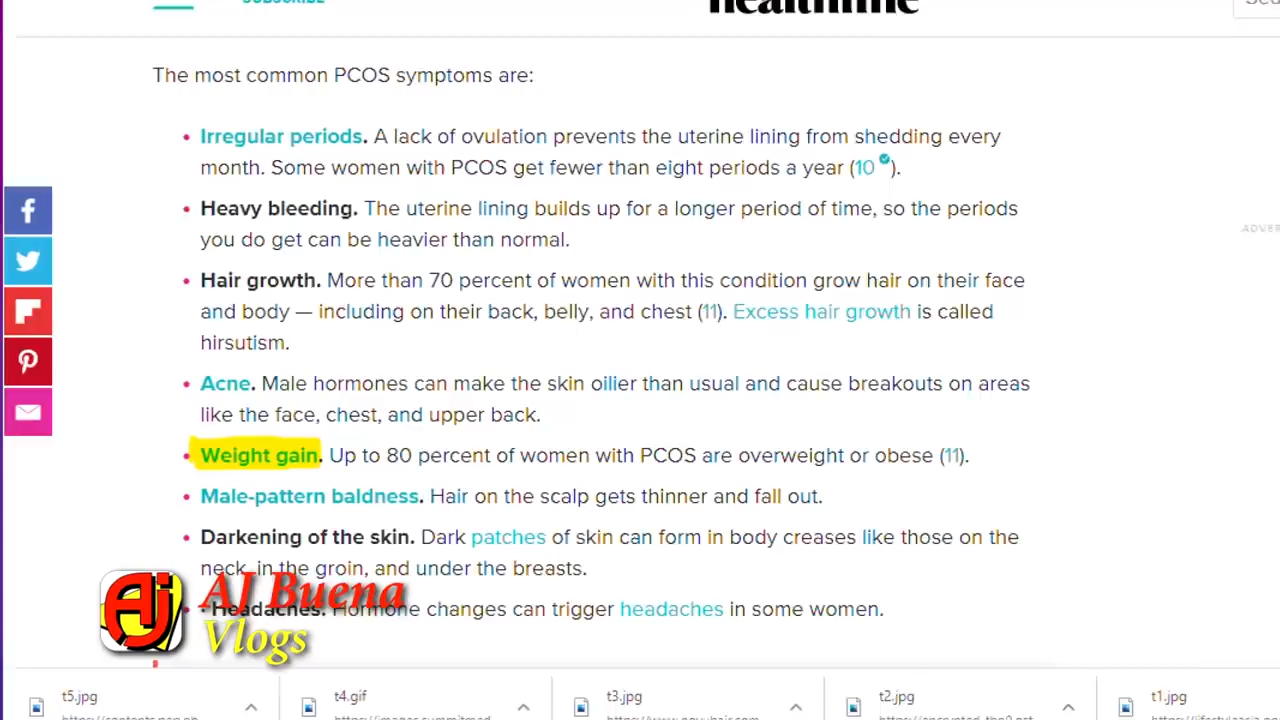 SUBSCRIBE
healthline
The most common PCOS symptoms are:
• Irregular periods. A lack of ovulation prevents the uterine lining from shedding every
month. Some women with PCOS get fewer than eight periods a year (10).
• Heavy bleeding. The uterine lining builds up for a longer period of time, so the periods
you do get can be heavier than normal.
• Hair growth. More than 70 percent of women with this condition grow hair on their face
and body — including on their back, belly, and chest (11). Excess hair growth is called
hirsutism.
• Acne. Male hormones can make the skin oilier than usual and cause breakouts on areas
like the face, chest, and upper back.
• Weight gain. Up to 80 percent of women with PCOS are overweight or obese (11).
• Male-pattern baldness. Hair on the scalp gets thinner and fall out.
• Darkening of the skin. Dark patches of skin can form in body creases like those on the
neck, in the groin, and under the breasts.
• Headaches. Hormone changes can trigger headaches in some women.
AJ
AJ Buena
Vlogs
t5.jpg
t4.gif
t3.jpg
t2.jpg
t1.jpg